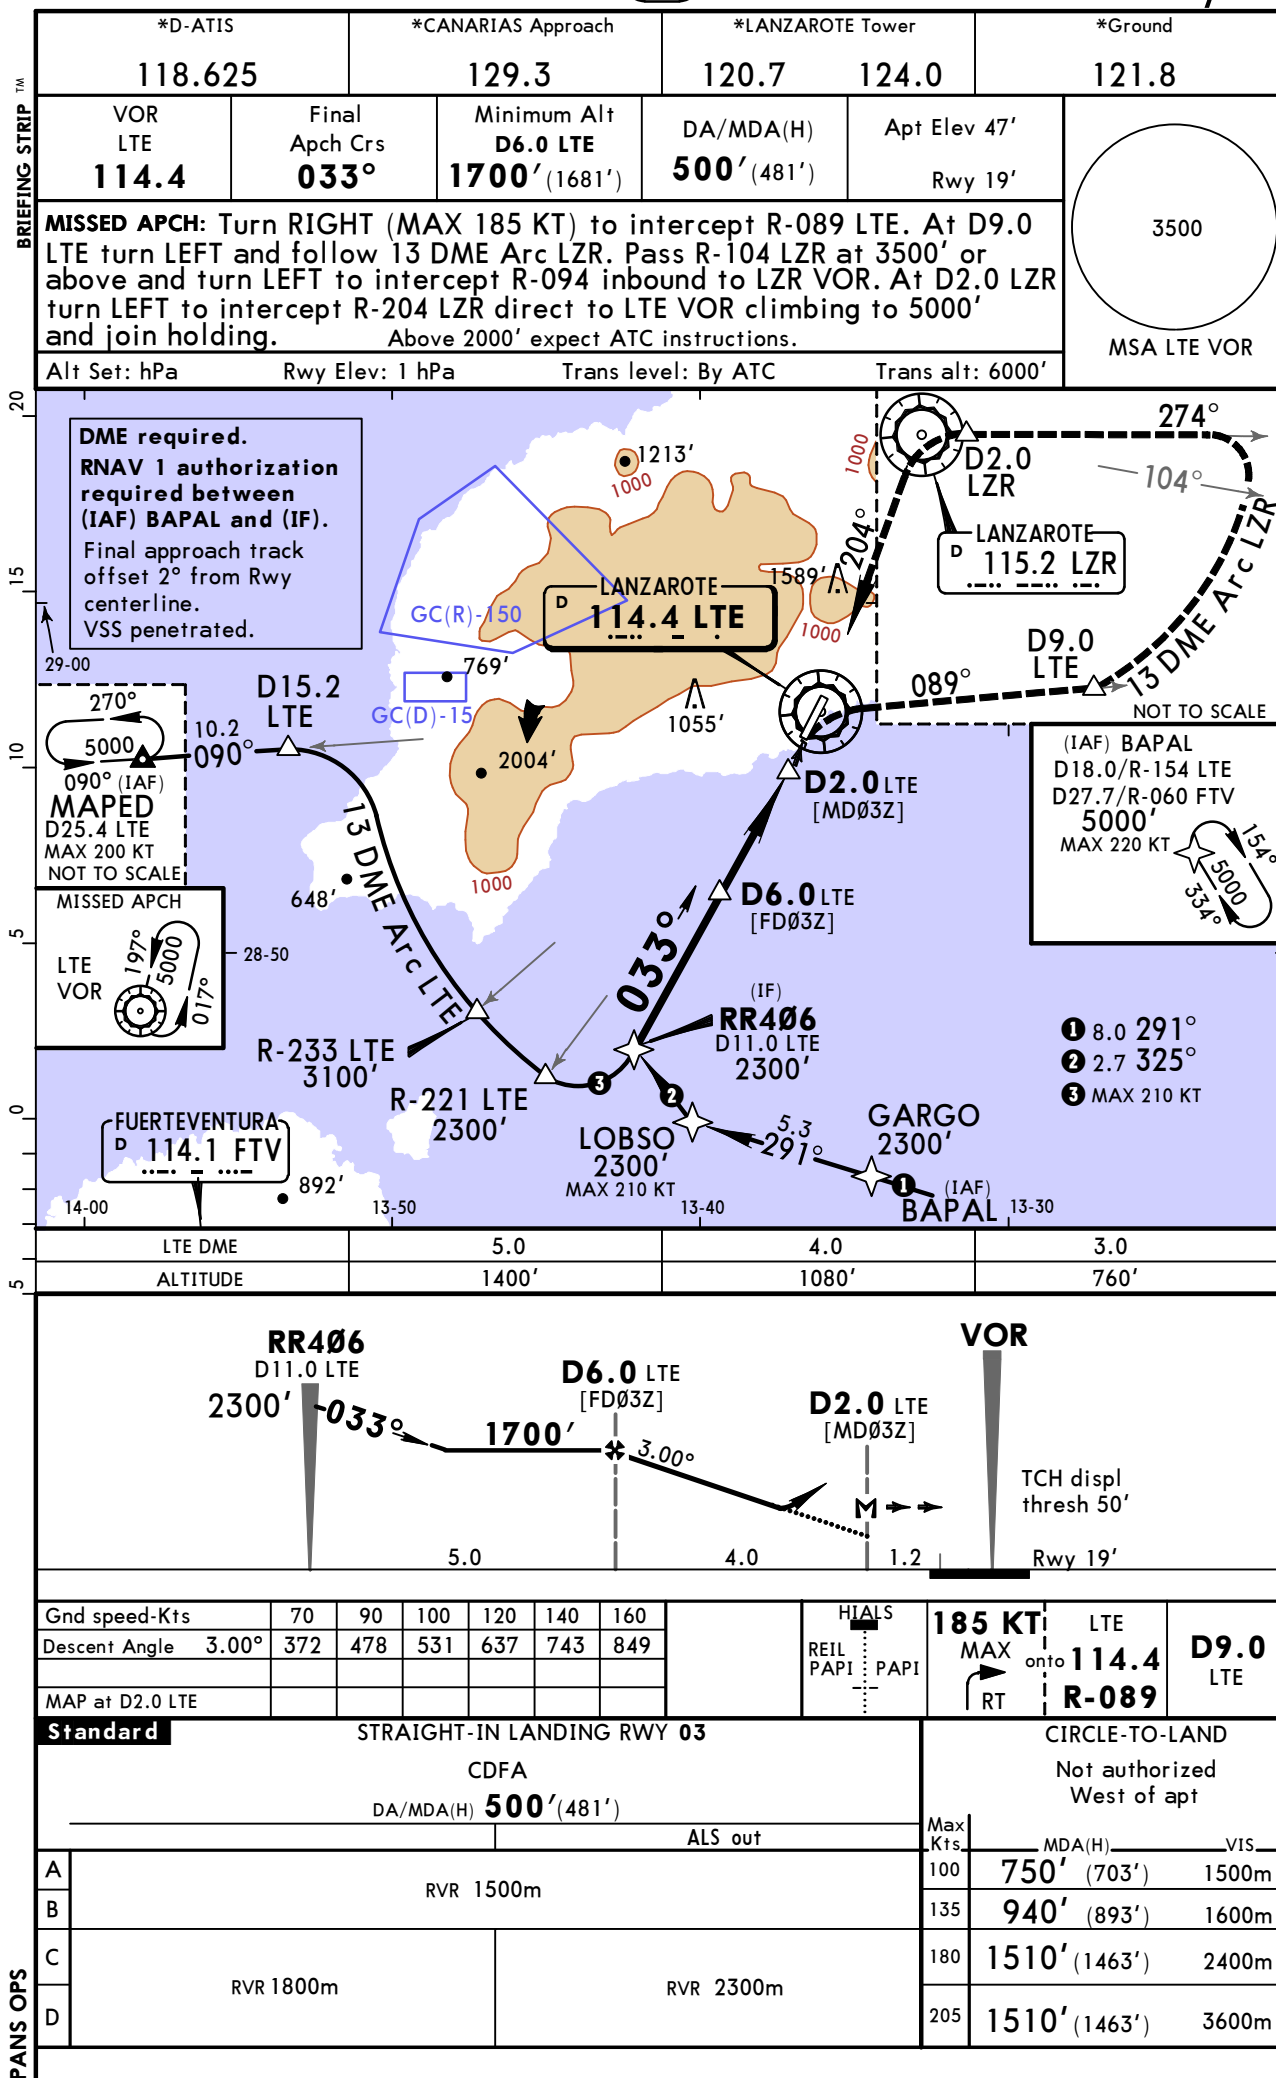 *D-ATIS
118.625
*CANARIAS Approach
129.3
*LANZAROTE Tower
120.7 124.0
*Ground
121.8
BRIEFING STRIP TM
VOR
LTE
114.4
Final
Apch Crs
033°
Minimum Alt
D6.0 LTE
1700' (1681')
DA/MDA(H)
500' (481')
Apt Elev 47'
Rwy 19'
3500
MSA LTE VOR
MISSED APCH: Turn RIGHT (MAX 185 KT) to intercept R-089 LTE. At D9.0
LTE turn LEFT and follow 13 DME Arc LZR. Pass R-104 LZR at 3500' or
above and turn LEFT to intercept R-094 inbound to LZR VOR. At D2.0 LZR
turn LEFT to intercept R-204 LZR direct to LTE VOR climbing to 5000'
and join holding. Above 2000' expect ATC instructions.
Alt Set: hPa Rwy Elev: 1 hPa Trans level: By ATC Trans alt: 6000'
20
15
10
5
0
5
DME required.
RNAV 1 authorization
required between
(IAF) BAPAL and (IF).
Final approach track
offset 2° from Rwy
centerline.
VSS penetrated.
29-00
1213'
1000
1000
274°
D2.0
LZR
104°
204°
LANZAROTE
D 115.2 LZR
13 DME Arc LZR
1589'
1000
GC(R)-150
LANZAROTE
D 114.4 LTE
769'
GC(D)-15
D9.0
LTE
089°
NOT TO SCALE
1055'
2004'
1000
270°
5000
10.2
090°
090° (IAF)
MAPED
D25.4 LTE
MAX 200 KT
NOT TO SCALE
D15.2
LTE
13 DME Arc LTE
648'
D2.0 LTE
[MDØ3Z]
(IAF) BAPAL
D18.0/R-154 LTE
D27.7/R-060 FTV
5000'
MAX 220 KT
154°
5000
334°
MISSED APCH
LTE
VOR
197°
5000
017°
28-50
D6.0 LTE
[FDØ3Z]
033°
(IF)
RR4Ø6
D11.0 LTE
2300'
R-233 LTE
3100'
R-221 LTE
2300'
3
2
1 8.0 291°
2 2.7 325°
3 MAX 210 KT
FUERTEVENTURA
D 114.1 FTV
892'
LOBSO
2300'
MAX 210 KT
5.3
291°
GARGO
2300'
1
(IAF)
BAPAL
14-00
13-50
13-40
13-30
LTE DME 5.0 4.0 3.0
ALTITUDE 1400' 1080' 760'
RR4Ø6
D11.0 LTE
2300'
033°
1700'
D6.0 LTE
[FDØ3Z]
3.00°
D2.0 LTE
[MDØ3Z]
M
VOR
TCH displ
thresh 50'
5.0
4.0
1.2
Rwy 19'
Gnd speed-Kts 70 90 100 120 140 160
Descent Angle 3.00° 372 478 531 637 743 849
MAP at D2.0 LTE
HIALS
REIL
PAPI PAPI
185 KT
MAX
RT
onto
LTE
114.4
R-089
D9.0
LTE
Standard
STRAIGHT-IN LANDING RWY 03
CDFA
DA/MDA(H) 500' (481')
ALS out
A
B
C
D
RVR 1500m
RVR 1800m
RVR 2300m
CIRCLE-TO-LAND
Not authorized
West of apt
Max
Kts MDA(H) VIS
100 750' (703') 1500m
135 940' (893') 1600m
180 1510' (1463') 2400m
205 1510' (1463') 3600m
PANS OPS